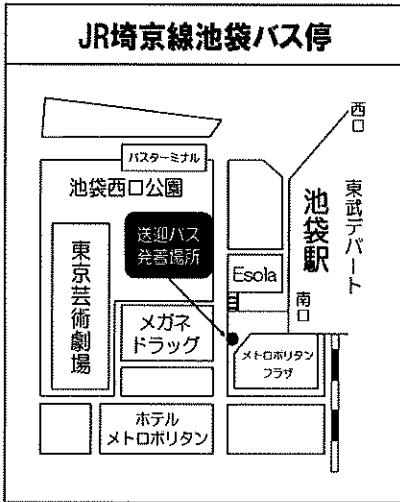 JR埼京線池袋バス停
西口
バスターミナル
池袋西口公園
東武デパート
池袋駅
送迎バス
発着場所
Esola
東京芸術劇場
南口
メガネ
ドラッグ
メトロポリタン
プラザ
ホテル
メトロポリタン